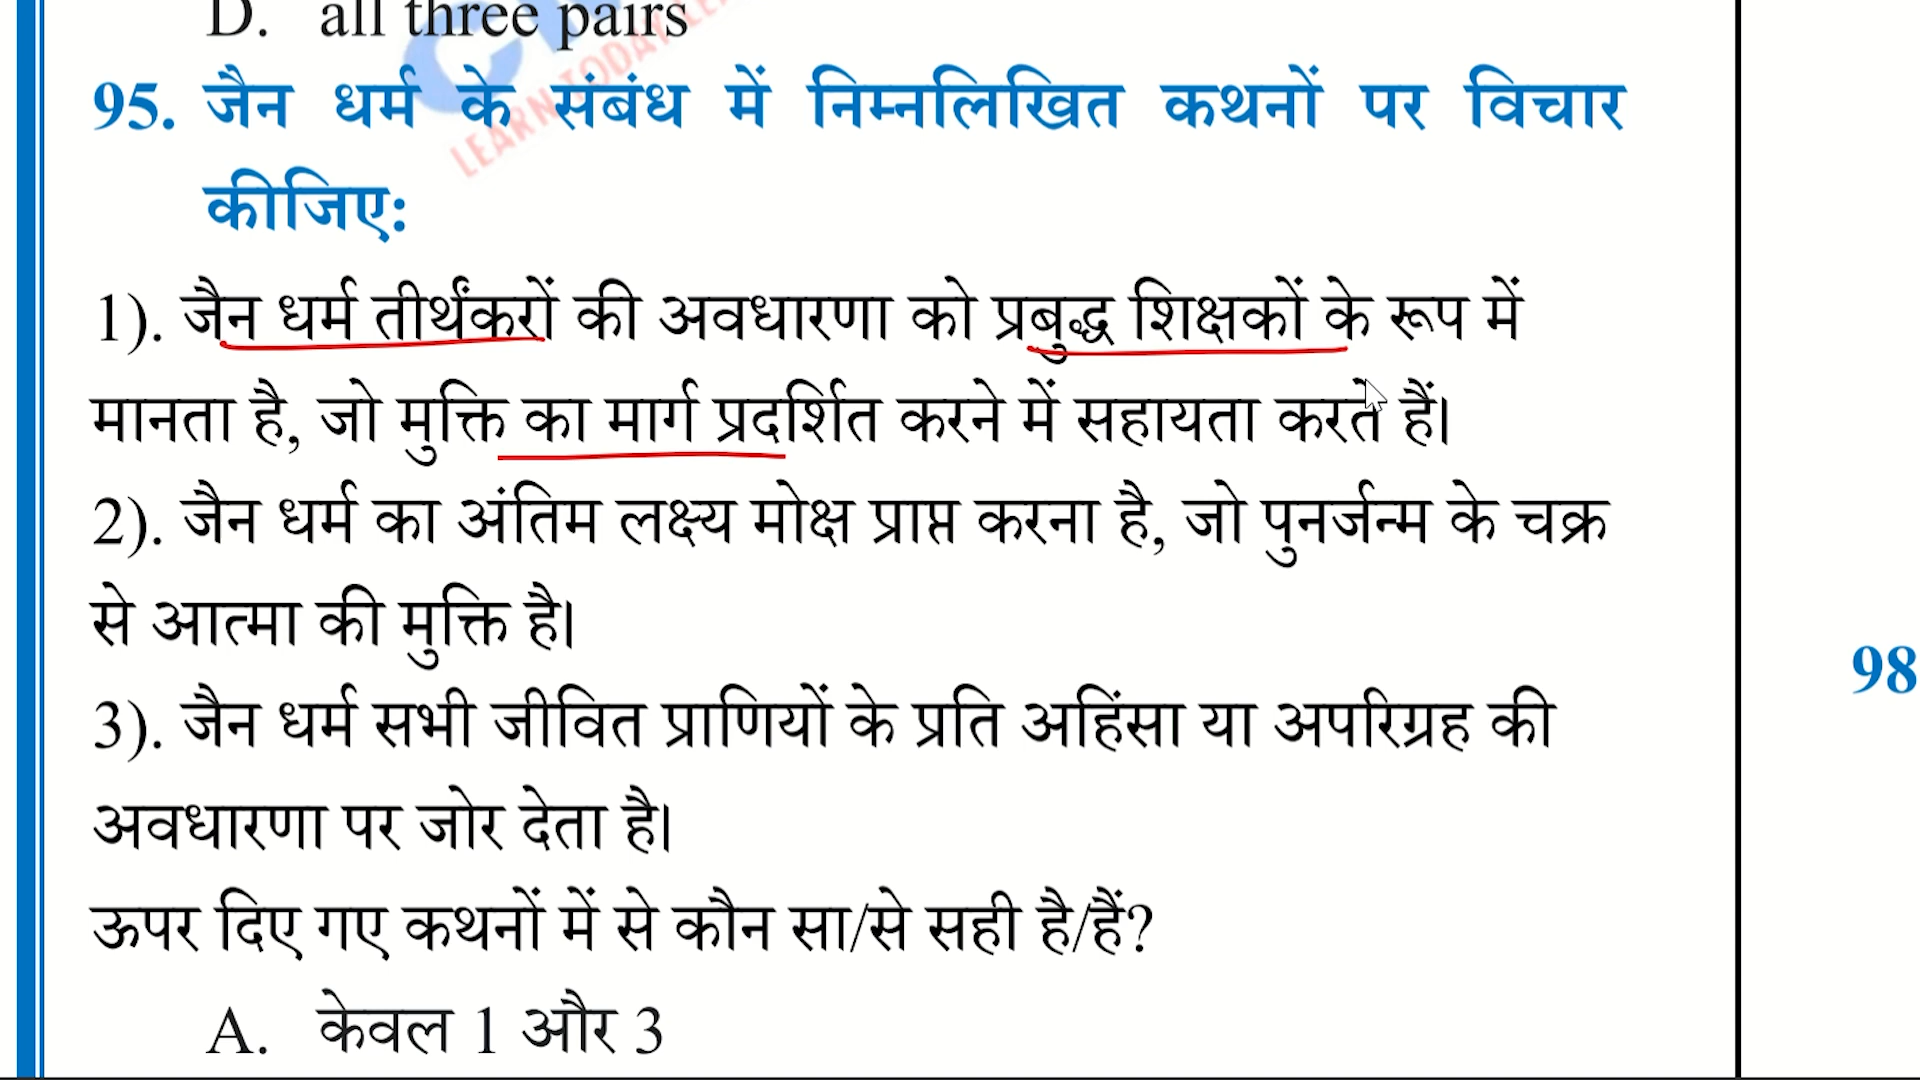 D. all three pairs
LEARN TODAY
95. जैन धर्म के संबंध में निम्नलिखित कथनों पर विचार
कीजिए:
1). जैन धर्म तीर्थंकरों की अवधारणा को प्रबुद्ध शिक्षकों के रूप में
मानता है, जो मुक्ति का मार्ग प्रदर्शित करने में सहायता करते हैं।
2). जैन धर्म का अंतिम लक्ष्य मोक्ष प्राप्त करना है, जो पुनर्जन्म के चक्र
से आत्मा की मुक्ति है।
98
3). जैन धर्म सभी जीवित प्राणियों के प्रति अहिंसा या अपरिग्रह की
अवधारणा पर जोर देता है।
ऊपर दिए गए कथनों में से कौन सा/से सही है/हैं?
A. केवल 1 और 3